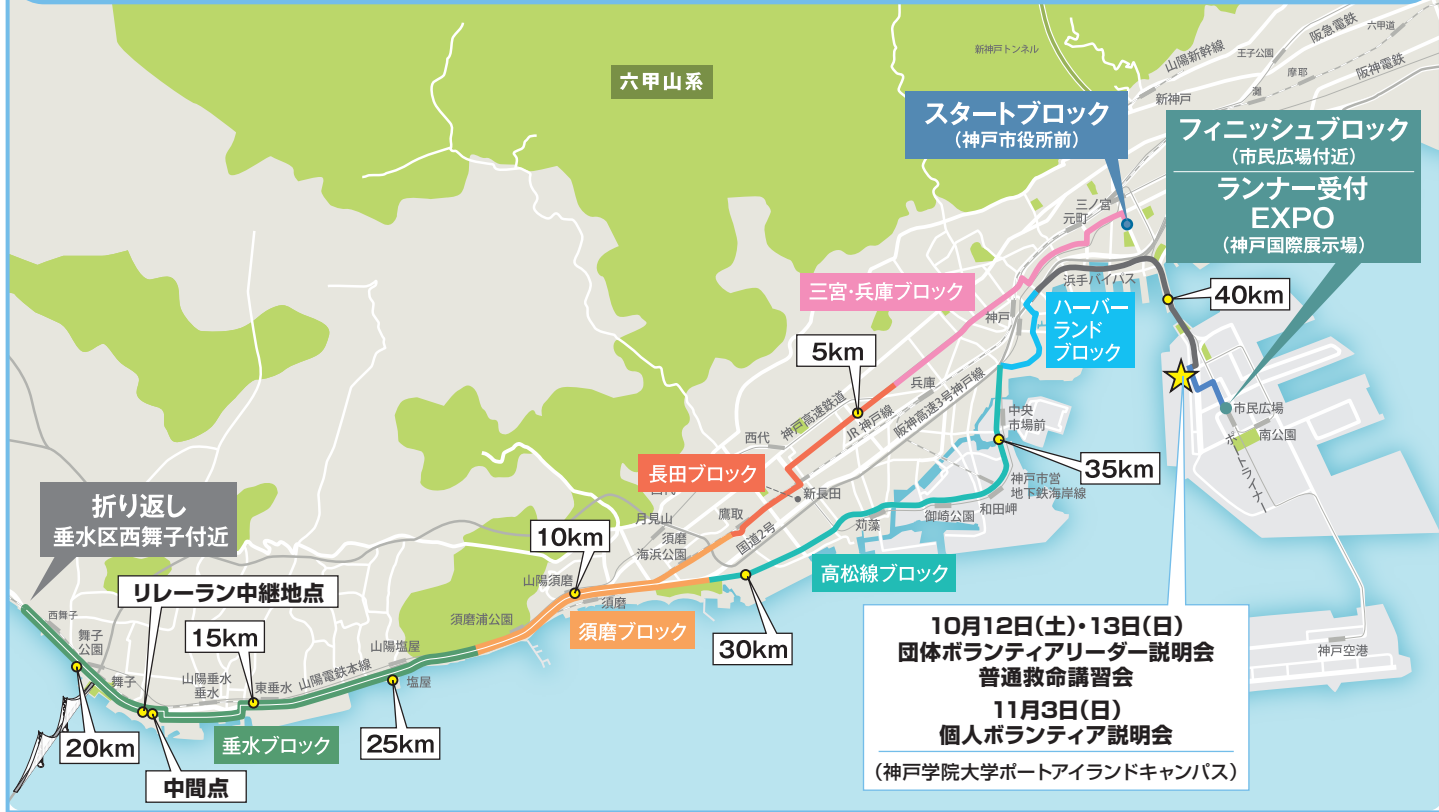 六甲山系
新神戸トンネル
山陽新幹線
阪急電鉄
六甲道
王子公園
摩耶
阪神電鉄
灘
新神戸
スタートブロック
(神戸市役所前)
フィニッシュブロック
(市民広場付近)
ランナー受付
EXPO
(神戸国際展示場)
三ノ宮
元町
三宮・兵庫ブロック
浜手バイパス
40km
神戸
ハーバー
ランド
ブロック
5km
兵庫
神戸高速鉄道
JR神戸線
阪神高速3号神戸線
中央
市場前
市民広場
南公園
ポートライナー
西代
長田ブロック
35km
新長田
神戸市営
地下鉄海岸線
和田岬
御崎公園
苅藻
鷹取
月見山
須磨
海浜公園
国道2号
折り返し
垂水区西舞子付近
10km
山陽須磨
須磨
高松線ブロック
リレーラン中継地点
西舞子
舞子
公園
15km
須磨浦公園
須磨ブロック
30km
山陽塩屋
塩屋
山陽電鉄本線
山陽垂水
垂水
東垂水
舞子
20km
垂水ブロック
25km
中間点
神戸空港
10月12日(土)・13日(日)
団体ボランティアリーダー説明会
普通救命講習会
11月3日(日)
個人ボランティア説明会
(神戸学院大学ポートアイランドキャンパス)